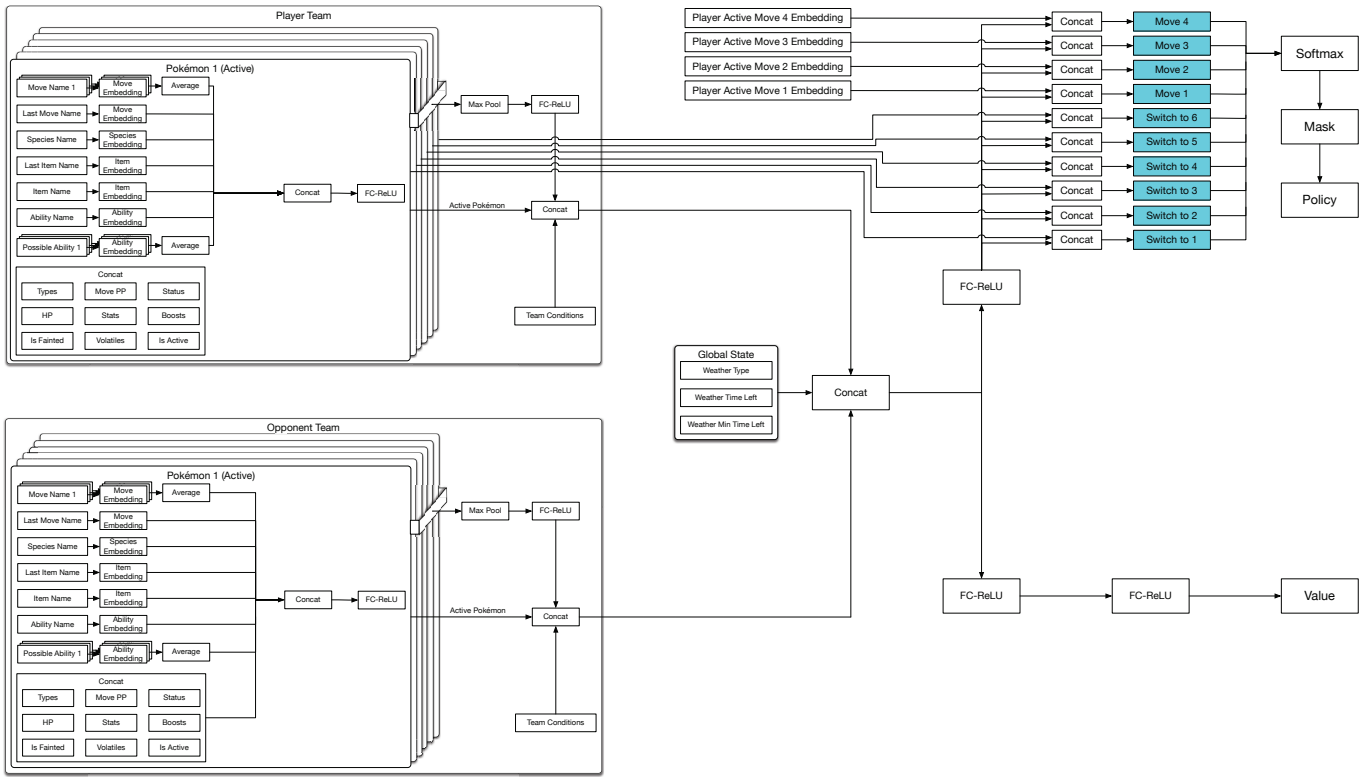 Player Team
Pokémon 1 (Active)
Move Name 1
Move
Embedding
Average
Last Move Name
Move
Embedding
Species Name
Species
Embedding
Last Item Name
Item
Embedding
Item Name
Item
Embedding
Ability Name
Ability
Embedding
Possible Ability 1
Ability
Embedding
Average
Concat
FC-ReLU
Concat
Types
Move PP
Status
HP
Stats
Boosts
Is Fainted
Volatiles
Is Active
Max Pool
FC-ReLU
Active Pokémon
Concat
Team Conditions
Opponent Team
Pokémon 1 (Active)
Move Name 1
Move
Embedding
Average
Last Move Name
Move
Embedding
Species Name
Species
Embedding
Last Item Name
Item
Embedding
Item Name
Item
Embedding
Ability Name
Ability
Embedding
Possible Ability 1
Ability
Embedding
Average
Concat
FC-ReLU
Concat
Types
Move PP
Status
HP
Stats
Boosts
Is Fainted
Volatiles
Is Active
Max Pool
FC-ReLU
Active Pokémon
Concat
Team Conditions
Global State
Weather Type
Weather Time Left
Weather Min Time Left
Concat
Player Active Move 4 Embedding
Player Active Move 3 Embedding
Player Active Move 2 Embedding
Player Active Move 1 Embedding
Concat
Move 4
Concat
Move 3
Concat
Move 2
Concat
Move 1
Concat
Switch to 6
Concat
Switch to 5
Concat
Switch to 4
Concat
Switch to 3
Concat
Switch to 2
Concat
Switch to 1
Softmax
Mask
Policy
FC-ReLU
FC-ReLU
FC-ReLU
Value